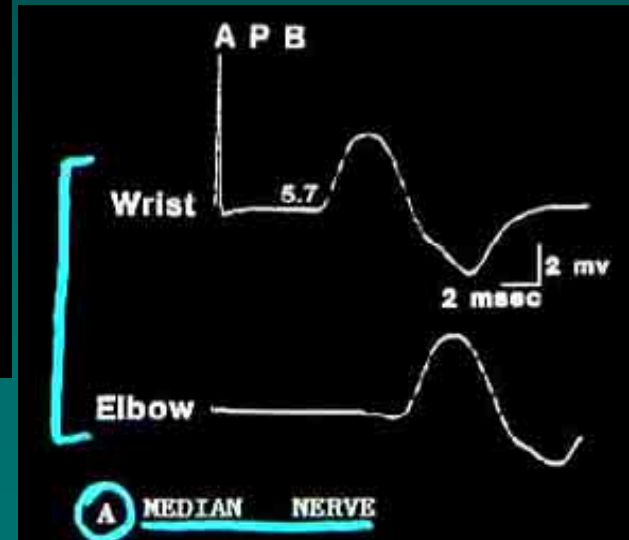 A P B
Wrist
5.7
2 mv
2 msec
Elbow
A MEDIAN NERVE